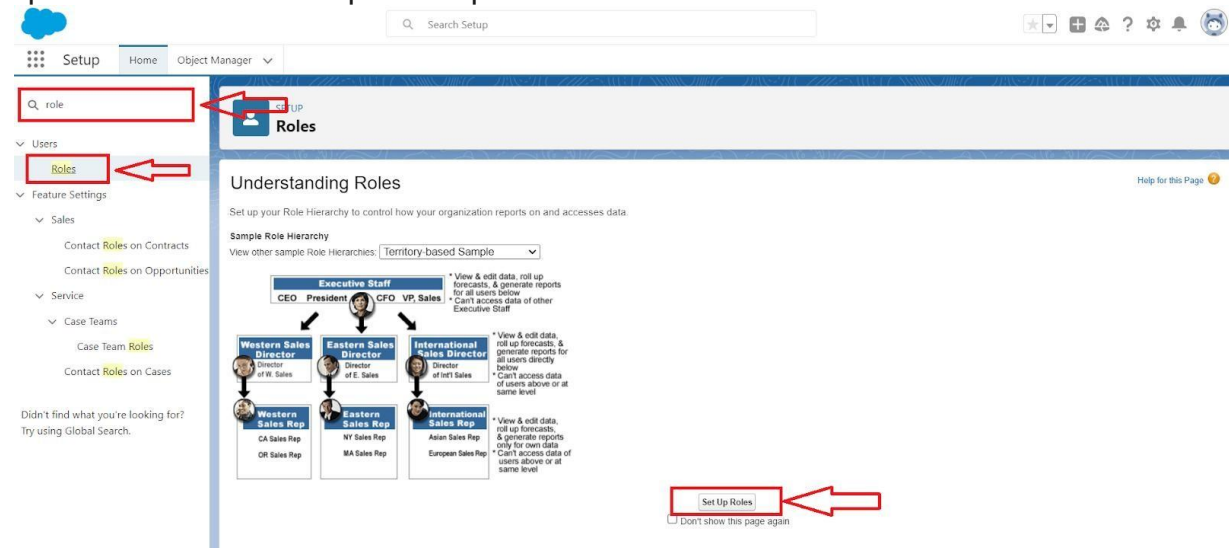 Search Setup
Setup
Home
Object Manager
role
Users
Roles
Feature Settings
Sales
Contact Roles on Contracts
Contact Roles on Opportunities
Service
Case Teams
Case Team Roles
Contact Roles on Cases
Didn't find what you're looking for?
Try using Global Search.
SETUP
Roles
Understanding Roles
Help for this Page
Set up your Role Hierarchy to control how your organization reports on and accesses data.
Sample Role Hierarchy
View other sample Role Hierarchies: Territory-based Sample
Executive Staff
CEO President CFO VP, Sales
* View & edit data, roll up
forecasts, & generate reports
for all users below
* Can't access data of other
Executive Staff
Western Sales
Director
Director
of W. Sales
Eastern Sales
Director
Director
of E. Sales
International
Sales Director
Director
of Int'l Sales
* View & edit data,
roll up forecasts, &
generate reports for
all users directly
below
* Can't access data
of users above or at
same level
Western
Sales Rep
CA Sales Rep
OR Sales Rep
Eastern
Sales Rep
NY Sales Rep
MA Sales Rep
International
Sales Rep
Asian Sales Rep
European Sales Rep
* View & edit data,
roll up forecasts,
& generate reports
only for own data
* Can't access data of
users above or at
same level
Set Up Roles
Don't show this page again